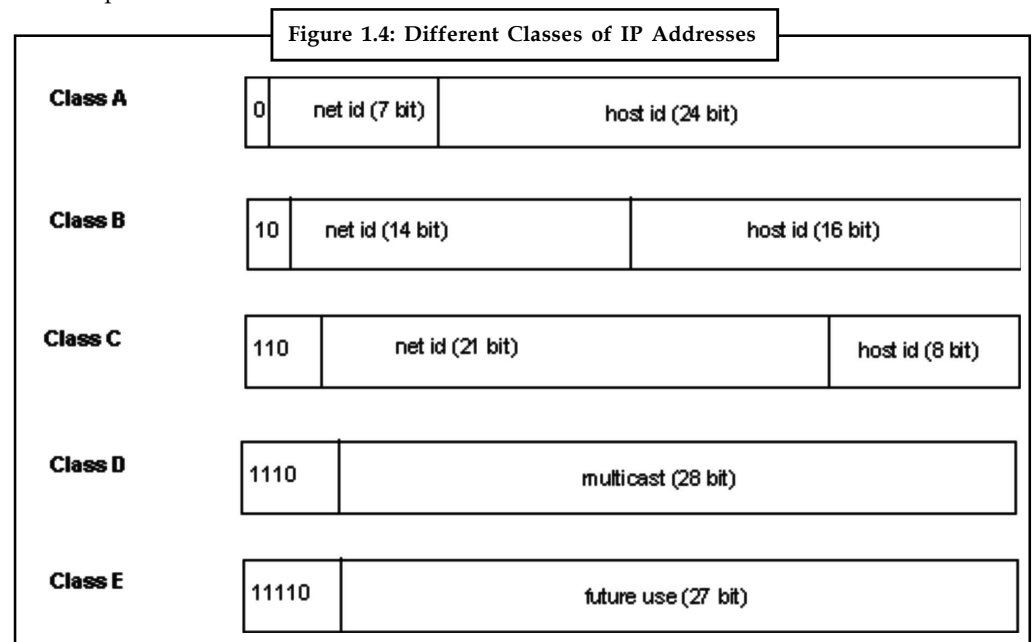 Figure 1.4: Different Classes of IP Addresses
Class A
0 net id (7 bit) host id (24 bit)
Class B
10 net id (14 bit) host id (16 bit)
Class C
110 net id (21 bit) host id (8 bit)
Class D
1110 multicast (28 bit)
Class E
11110 future use (27 bit)